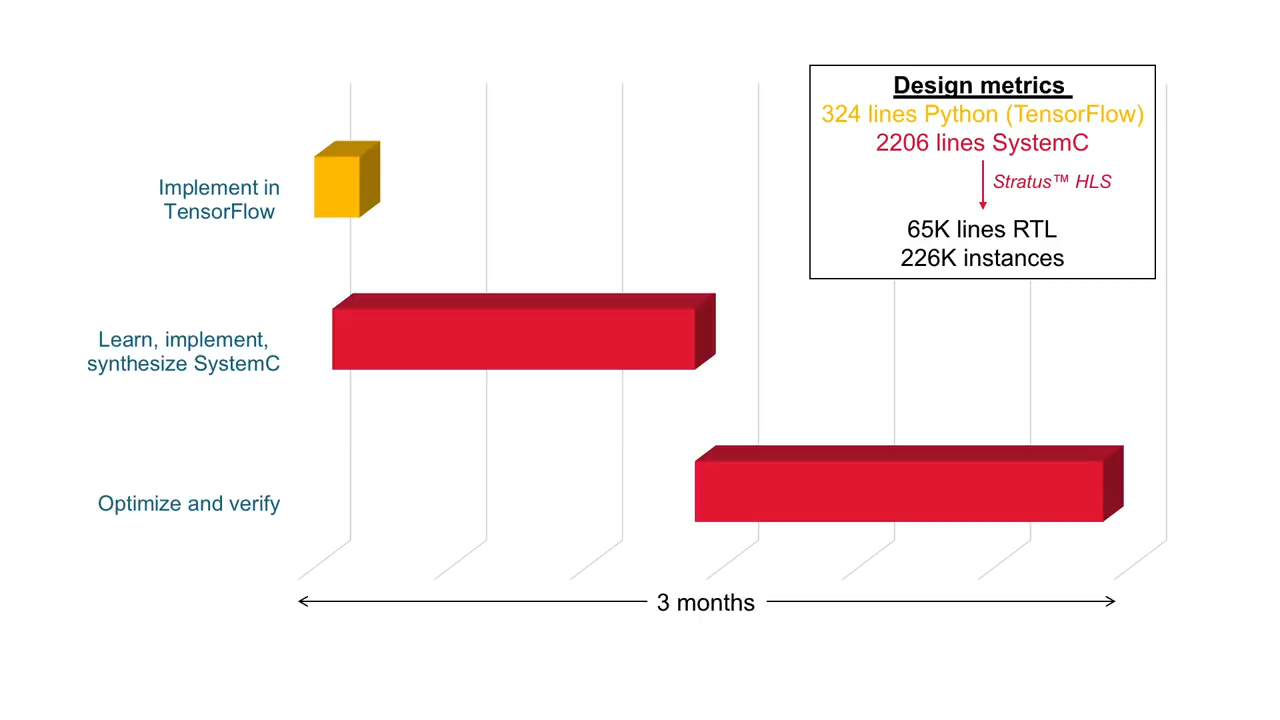 Design metrics
324 lines Python (TensorFlow)
2206 lines SystemC
Stratus™ HLS
65K lines RTL
226K instances
Implement in
TensorFlow
Learn, implement,
synthesize SystemC
Optimize and verify
3 months